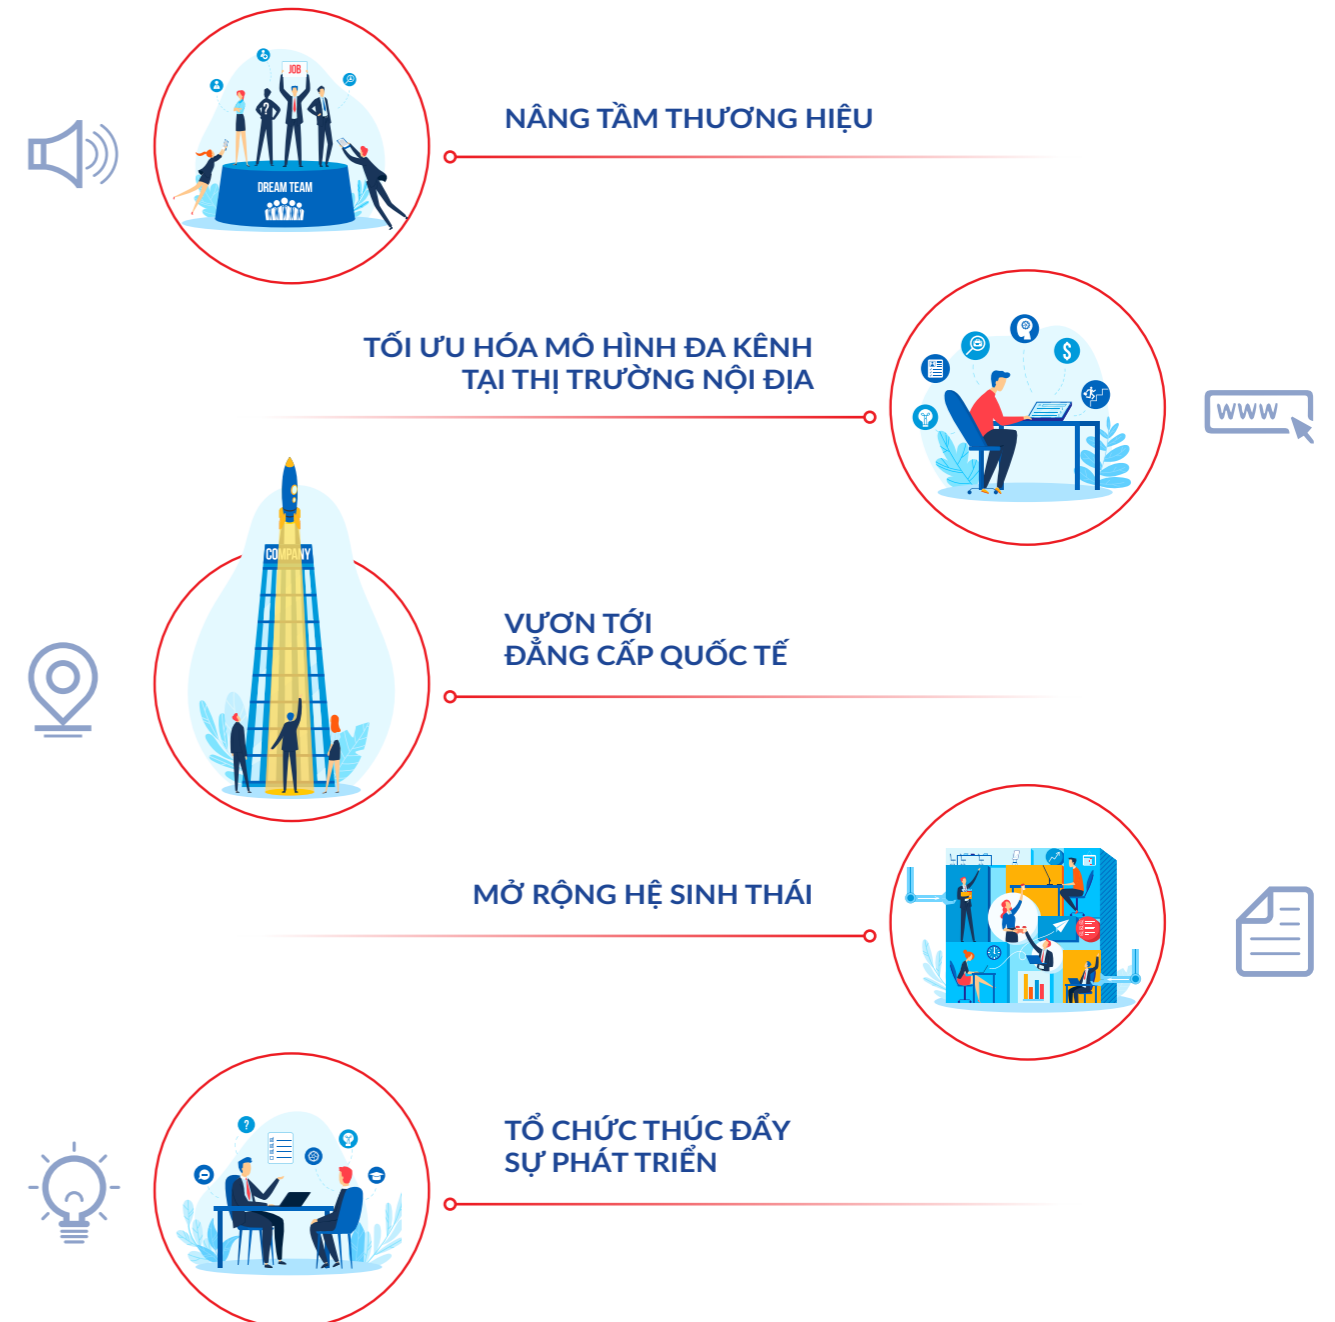 JOB
DREAM TEAM
NÂNG TẦM THƯƠNG HIỆU
TỐI ƯU HÓA MÔ HÌNH ĐA KÊNH
TẠI THỊ TRƯỜNG NỘI ĐỊA
WWW
COMPANY
VƯƠN TỚI
ĐẲNG CẤP QUỐC TẾ
MỞ RỘNG HỆ SINH THÁI
TỔ CHỨC THÚC ĐẨY
SỰ PHÁT TRIỂN